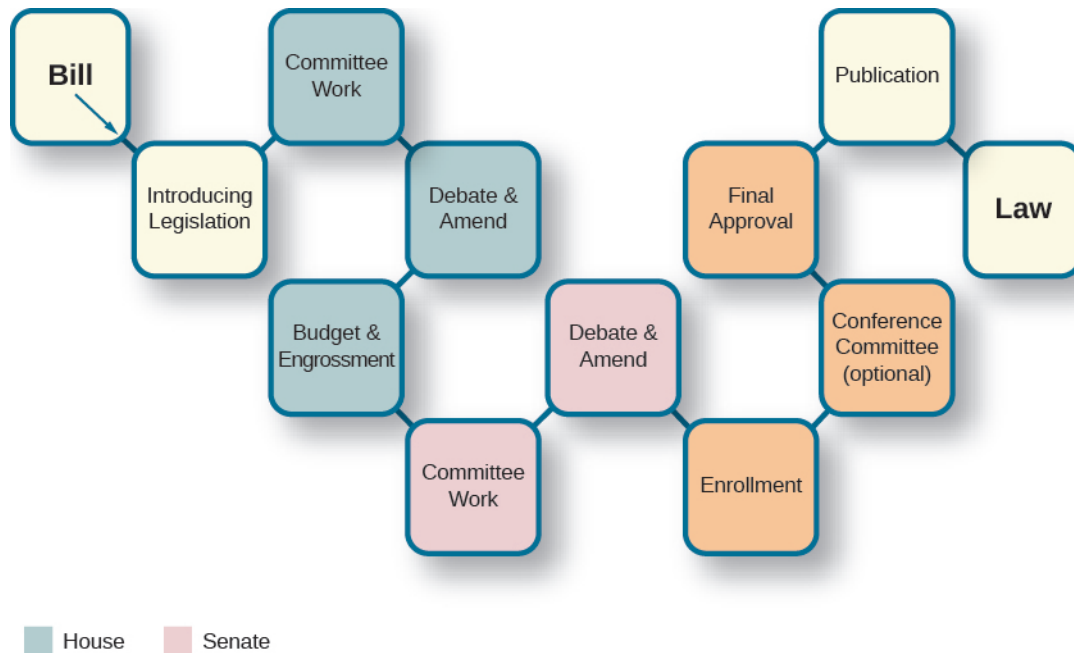 Bill
Introducing
Legislation
Committee
Work
Debate &
Amend
Budget &
Engrossment
Committee
Work
Debate &
Amend
Enrollment
Conference
Committee
(optional)
Final
Approval
Publication
Law
House
Senate